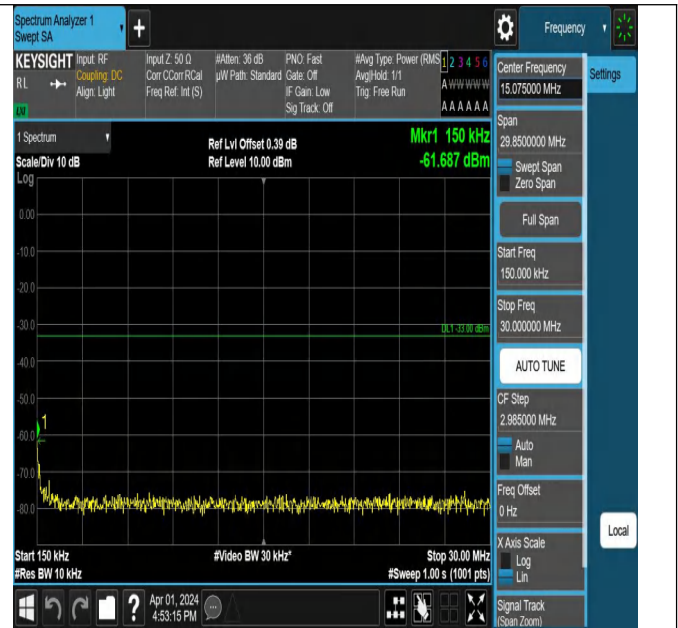 Spectrum Analyzer 1
Swept SA
+
Frequency
KEYSIGHT
RL
Input: RF
Coupling: DC
Align: Light
Input Z: 50 Ω
Corr CCorr RCal
Freq Ref: Int (S)
#Atten: 36 dB
µW Path: Standard
PNO: Fast
Gate: Off
IF Gain: Low
Sig Track: Off
#Avg Type: Power (RMS
Avg|Hold: 1/1
Trig: Free Run
1 2 3 4 5 6
A W W W W W
A A A A A A
LNI
1 Spectrum
Scale/Div 10 dB
Log
Ref Lvl Offset 0.39 dB
Ref Level 10.00 dBm
Mkr1 150 kHz
-61.687 dBm
0.00
-10.0
-20.0
-30.0
DL1 -33.00 dBm
-40.0
-50.0
1
-60.0
-70.0
-80.0
Start 150 kHz
#Res BW 10 kHz
#Video BW 30 kHz*
Stop 30.00 MHz
#Sweep 1.00 s (1001 pts)
Center Frequency
15.075000 MHz
Settings
Span
29.8500000 MHz
Swept Span
Zero Span
Full Span
Start Freq
150.000 kHz
Stop Freq
30.000000 MHz
AUTO TUNE
CF Step
2.985000 MHz
Auto
Man
Freq Offset
0 Hz
X Axis Scale
Log
Lin
Local
Signal Track
(Span Zoom)
?
Apr 01, 2024
4:53:15 PM